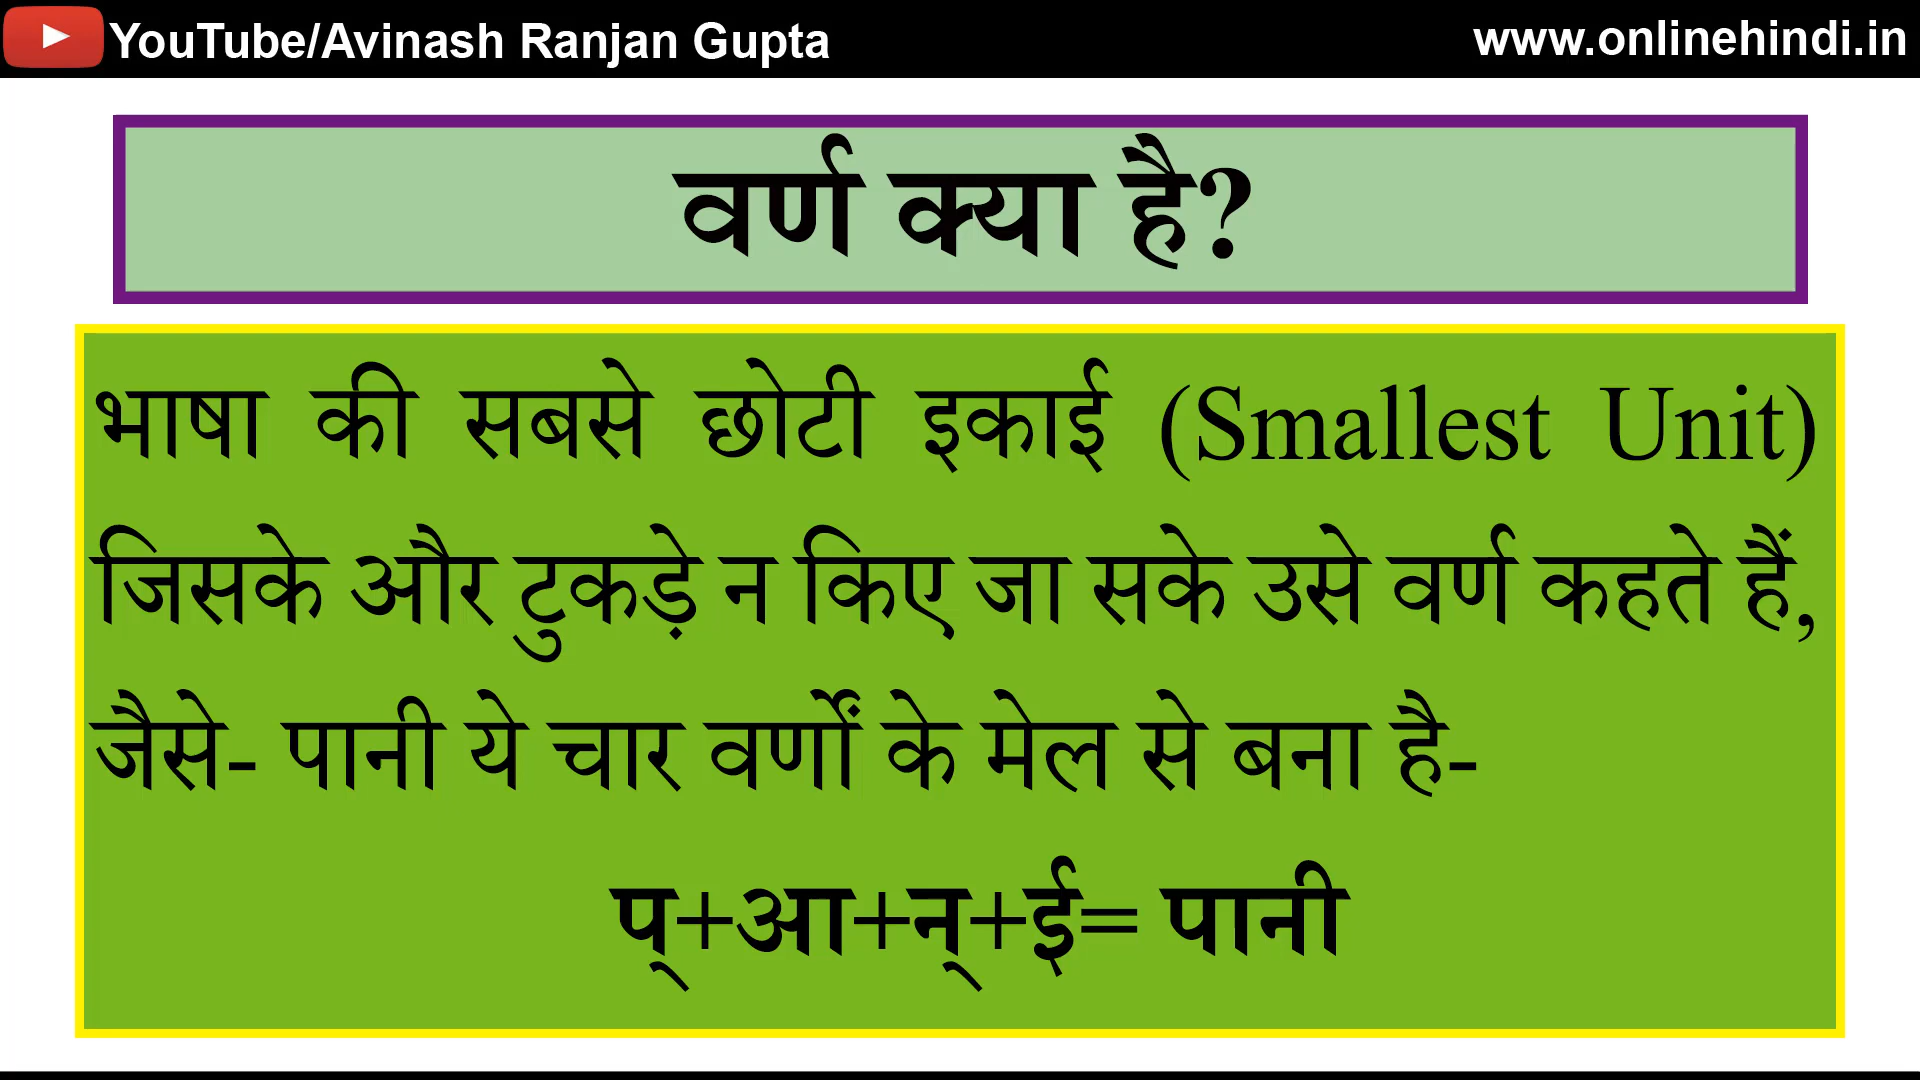 YouTube/Avinash Ranjan Gupta
www.onlinehindi.in
वर्ण क्या है?
भाषा की सबसे छोटी इकाई (Smallest Unit)
जिसके और टुकड़े न किए जा सके उसे वर्ण कहते हैं,
जैसे- पानी ये चार वर्णों के मेल से बना है-
प्+आ+न्+ई= पानी